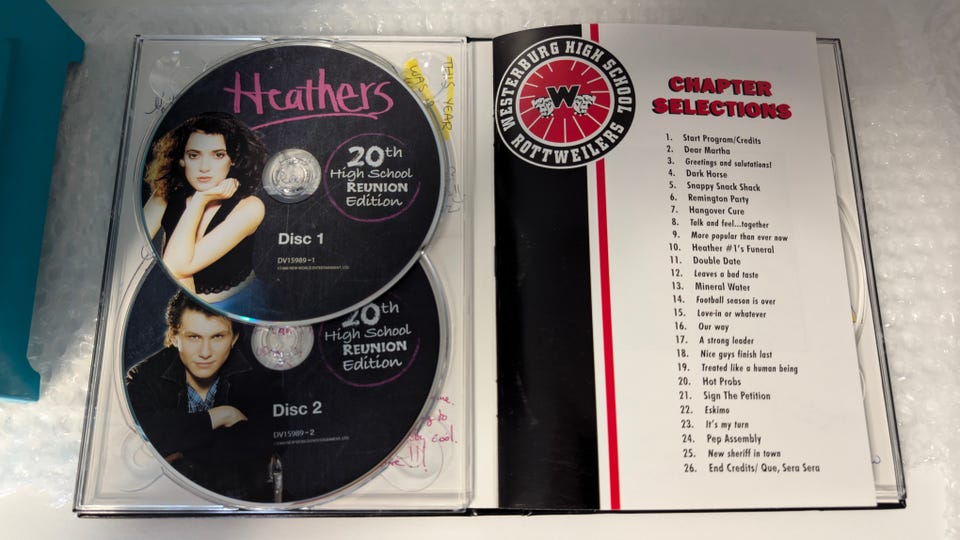 Heathers
THIS YEAR
WAS
20th
High School
REUNION
Edition
Disc 1
DV15989-1
20th
High School
REUNION
Edition
Disc 2
DV15989-2
cool.
!!!
WESTERBURG HIGH SCHOOL
W
ROTTWEILERS
CHAPTER
SELECTIONS
1. Start Program/Credits
2. Dear Martha
3. Greetings and salutations!
4. Dark Horse
5. Snappy Snack Shack
6. Remington Party
7. Hangover Cure
8. Talk and feel...together
9. More popular than ever now
10. Heather #1's Funeral
11. Double Date
12. Leaves a bad taste
13. Mineral Water
14. Football season is over
15. Love-in or whatever
16. Our way
17. A strong leader
18. Nice guys finish last
19. Treated like a human being
20. Hot Probs
21. Sign The Petition
22. Eskimo
23. It's my turn
24. Pep Assembly
25. New sheriff in town
26. End Credits/ Que, Sera Sera